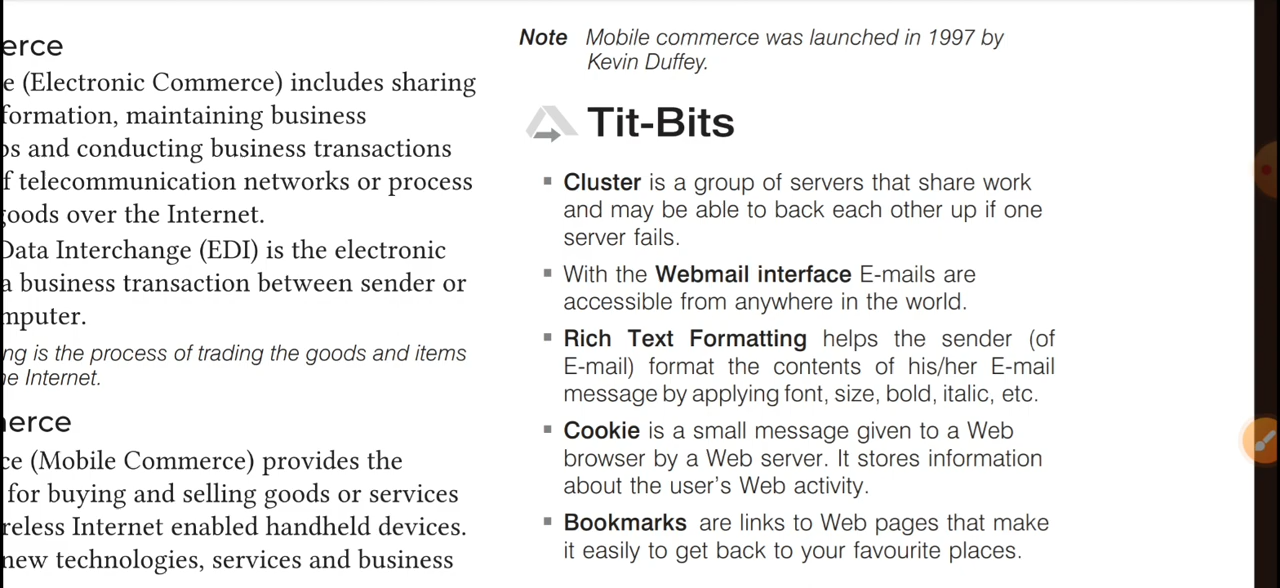 erce
e (Electronic Commerce) includes sharing
formation, maintaining business
os and conducting business transactions
f telecommunication networks or process
goods over the Internet.
Data Interchange (EDI) is the electronic
a business transaction between sender or
mputer.
ng is the process of trading the goods and items
e Internet.
nerce
ce (Mobile Commerce) provides the
for buying and selling goods or services
reless Internet enabled handheld devices.
new technologies, services and business
Note Mobile commerce was launched in 1997 by
Kevin Duffey.
Tit-Bits
▪ Cluster is a group of servers that share work
and may be able to back each other up if one
server fails.
▪ With the Webmail interface E-mails are
accessible from anywhere in the world.
▪ Rich Text Formatting helps the sender (of
E-mail) format the contents of his/her E-mail
message by applying font, size, bold, italic, etc.
▪ Cookie is a small message given to a Web
browser by a Web server. It stores information
about the user's Web activity.
▪ Bookmarks are links to Web pages that make
it easily to get back to your favourite places.